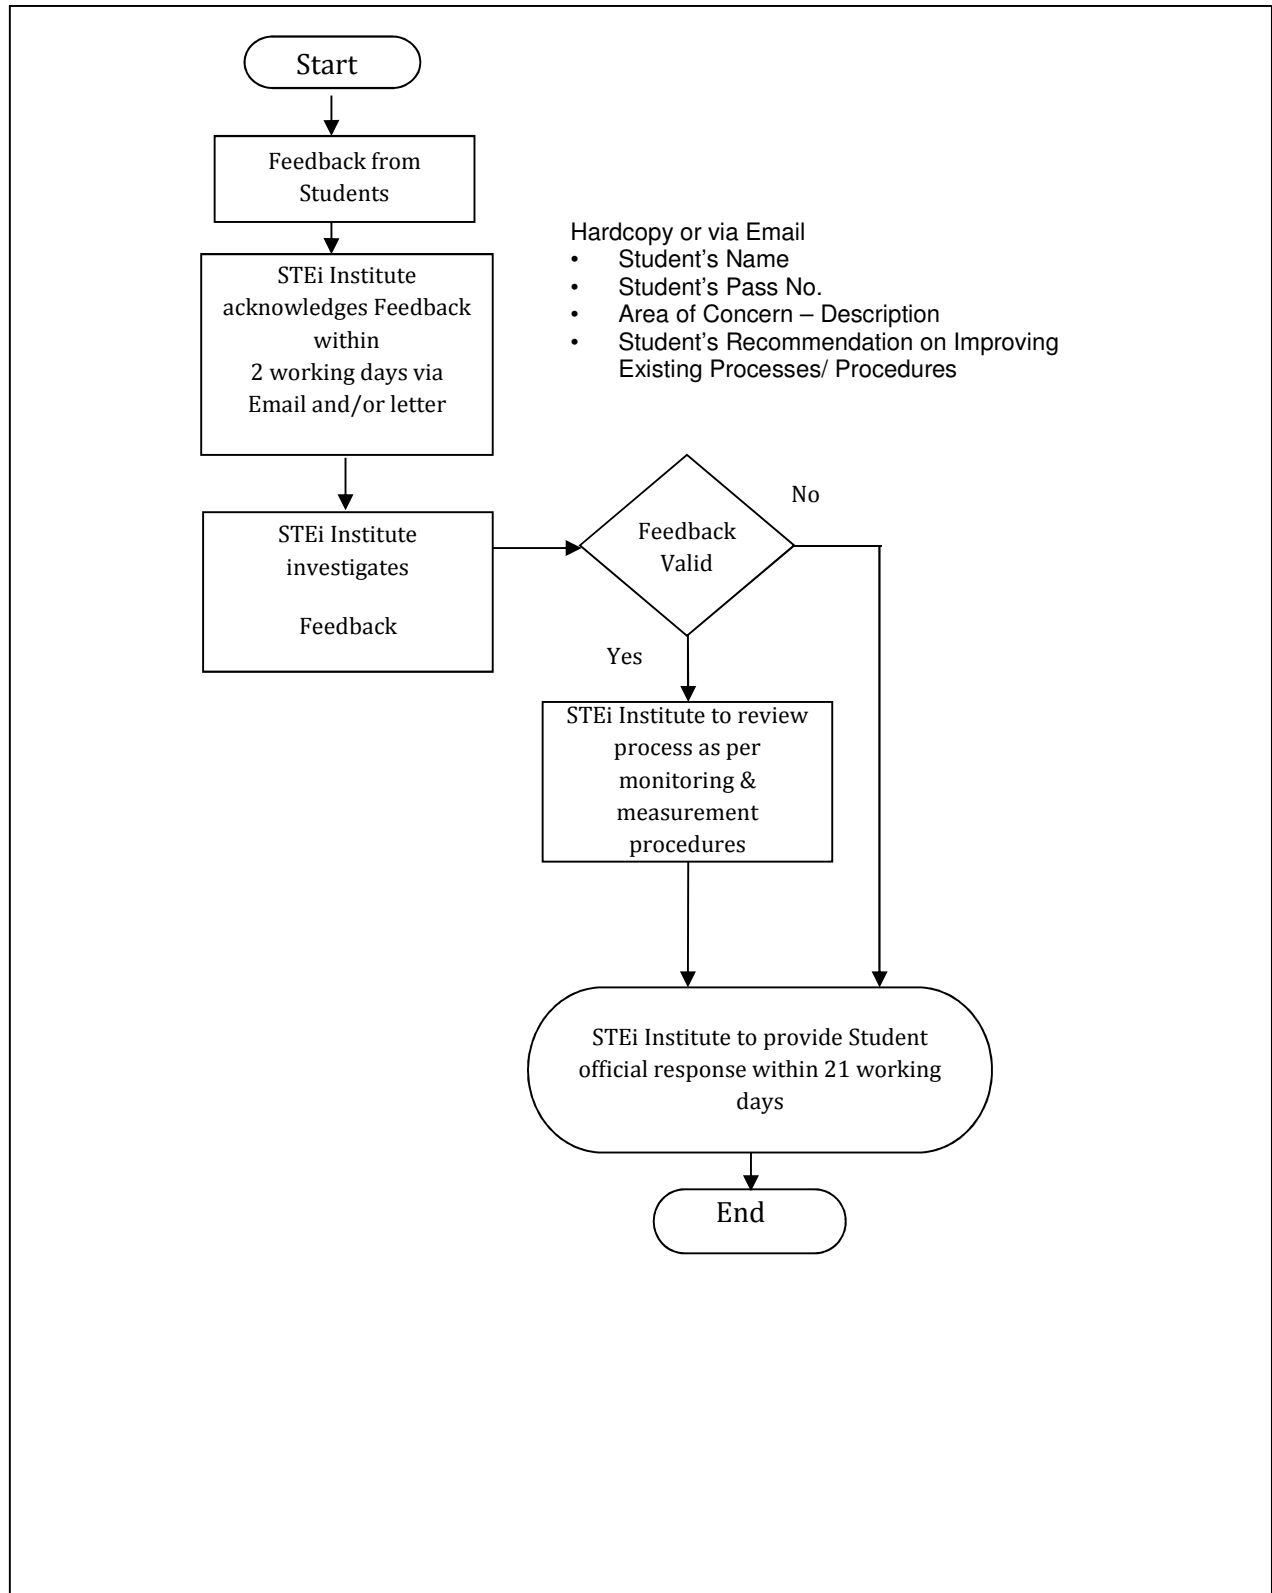 Start
Feedback from
Students
Hardcopy or via Email
• Student's Name
• Student's Pass No.
• Area of Concern – Description
• Student's Recommendation on Improving
Existing Processes/ Procedures
STEi Institute
acknowledges Feedback
within
2 working days via
Email and/or letter
STEi Institute
investigates
Feedback
Feedback
Valid
No
Yes
STEi Institute to review
process as per
monitoring &
measurement
procedures
STEi Institute to provide Student
official response within 21 working
days
End